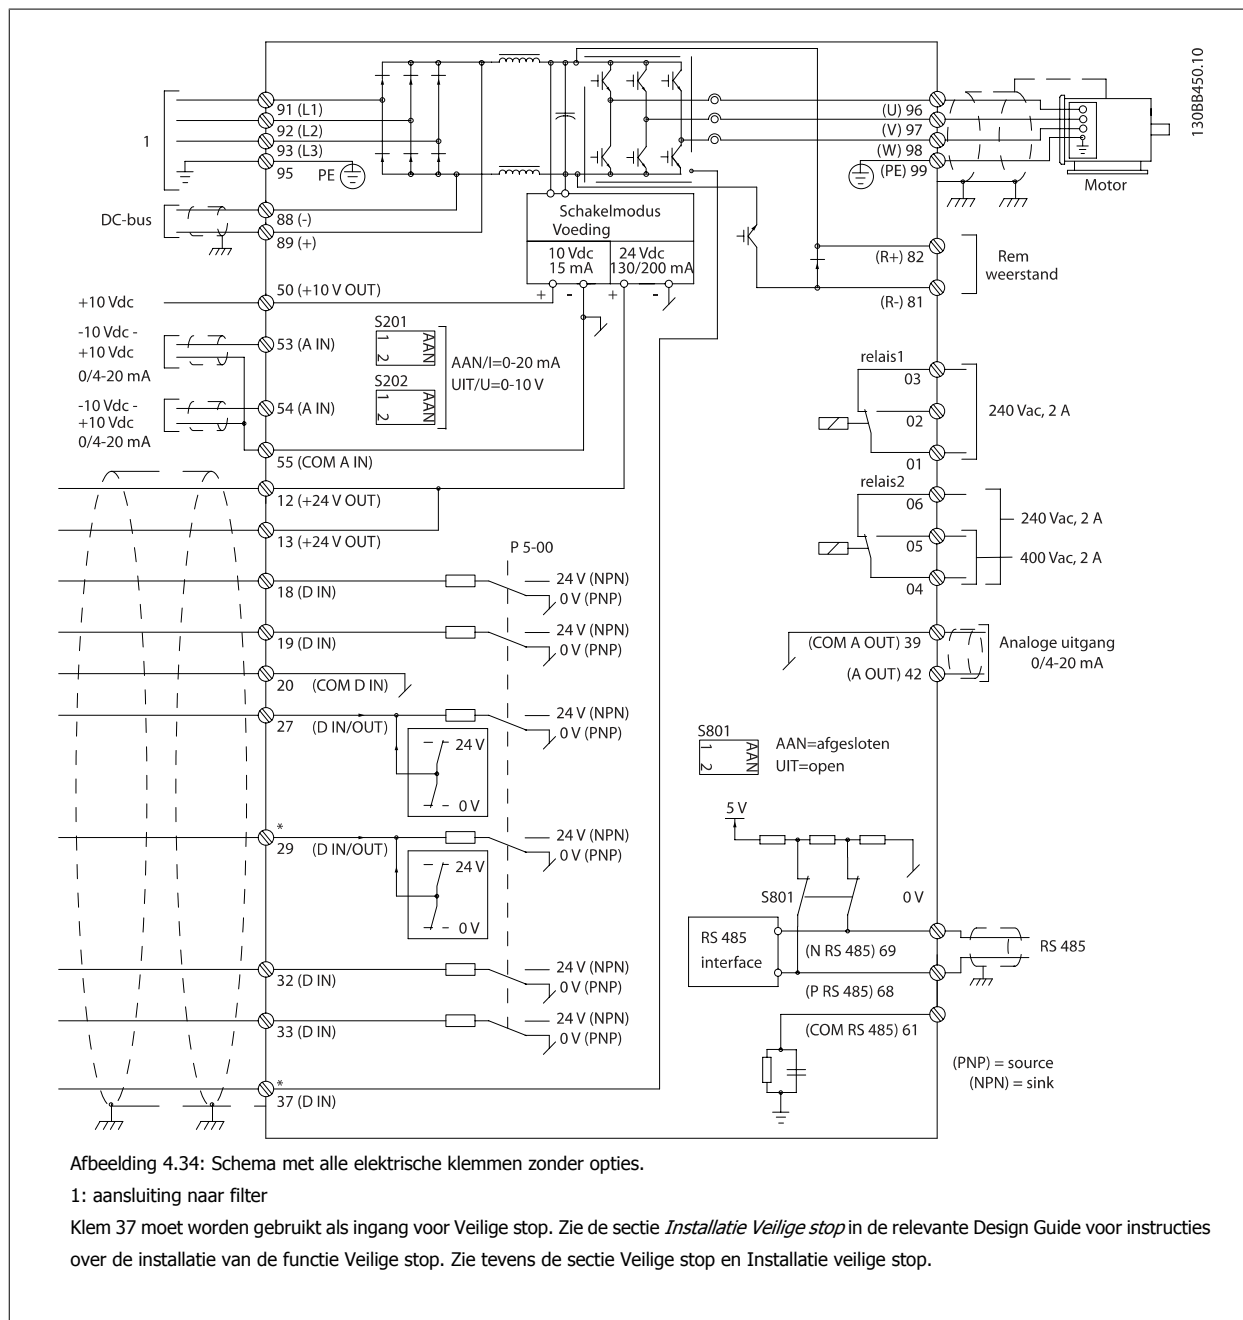 130BB450.10
1
91 (L1)
92 (L2)
93 (L3)
95
PE
DC-bus
88 (-)
89 (+)
Schakelmodus
Voeding
10 Vdc
15 mA
24 Vdc
130/200 mA
+
-
+
-
(U) 96
(V) 97
(W) 98
(PE) 99
Motor
(R+) 82
(R-) 81
Rem
weerstand
+10 Vdc
50 (+10 V OUT)
-10 Vdc -
+10 Vdc
0/4-20 mA
53 (A IN)
-10 Vdc -
+10 Vdc
0/4-20 mA
54 (A IN)
55 (COM A IN)
S201
1
2
AAN
S202
1
2
AAN
AAN/I=0-20 mA
UIT/U=0-10 V
relais1
03
02
01
240 Vac, 2 A
relais2
06
05
04
240 Vac, 2 A
400 Vac, 2 A
12 (+24 V OUT)
13 (+24 V OUT)
P 5-00
18 (D IN)
24 V (NPN)
0 V (PNP)
19 (D IN)
24 V (NPN)
0 V (PNP)
20 (COM D IN)
27 (D IN/OUT)
24 V (NPN)
0 V (PNP)
24 V
0 V
*
29 (D IN/OUT)
24 V (NPN)
0 V (PNP)
24 V
0 V
32 (D IN)
24 V (NPN)
0 V (PNP)
33 (D IN)
24 V (NPN)
0 V (PNP)
*
37 (D IN)
(COM A OUT) 39
(A OUT) 42
Analoge uitgang
0/4-20 mA
S801
1
2
AAN
AAN=afgesloten
UIT=open
5 V
S801
0 V
RS 485
interface
(N RS 485) 69
(P RS 485) 68
(COM RS 485) 61
RS 485
(PNP) = source
(NPN) = sink
Afbeelding 4.34: Schema met alle elektrische klemmen zonder opties.
1: aansluiting naar filter
Klem 37 moet worden gebruikt als ingang voor Veilige stop. Zie de sectie Installatie Veilige stop in de relevante Design Guide voor instructies
over de installatie van de functie Veilige stop. Zie tevens de sectie Veilige stop en Installatie veilige stop.